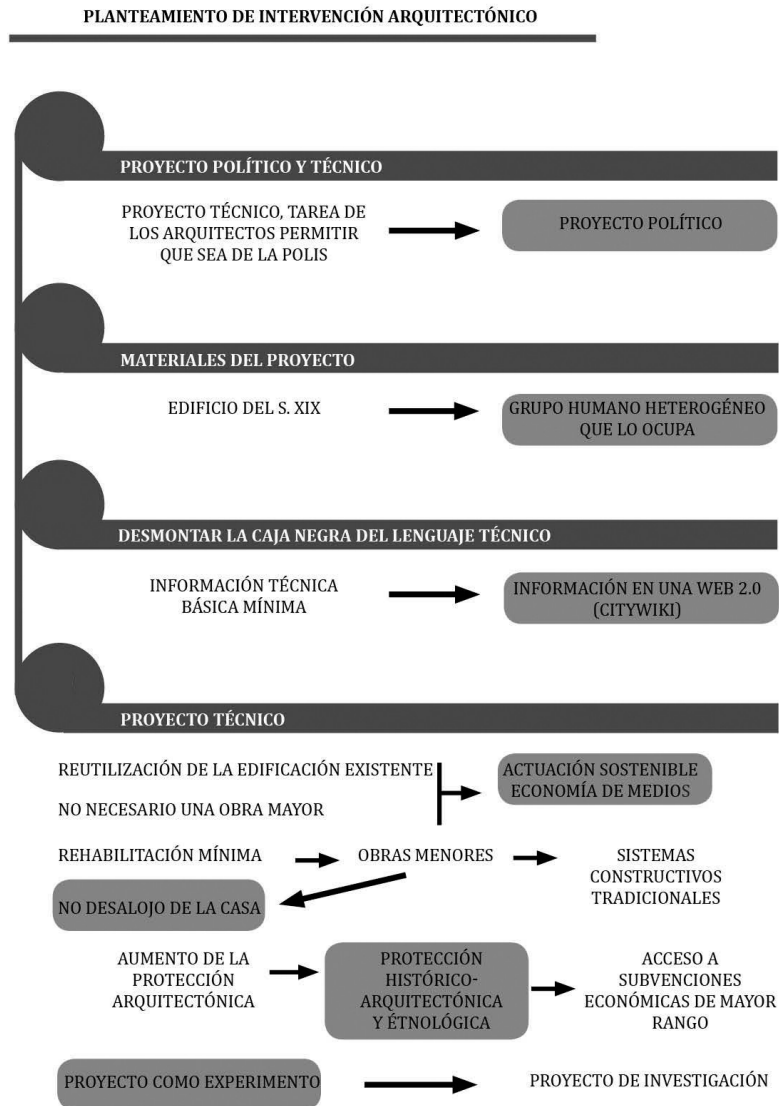 PLANTEAMIENTO DE INTERVENCIÓN ARQUITECTÓNICO
PROYECTO POLÍTICO Y TÉCNICO
PROYECTO TÉCNICO, TAREA DE
LOS ARQUITECTOS PERMITIR
QUE SEA DE LA POLIS
PROYECTO POLÍTICO
MATERIALES DEL PROYECTO
EDIFICIO DEL S. XIX
GRUPO HUMANO HETEROGÉNEO
QUE LO OCUPA
DESMONTAR LA CAJA NEGRA DEL LENGUAJE TÉCNICO
INFORMACIÓN TÉCNICA
BÁSICA MÍNIMA
INFORMACIÓN EN UNA WEB 2.0
(CITYWIKI)
PROYECTO TÉCNICO
REUTILIZACIÓN DE LA EDIFICACIÓN EXISTENTE
NO NECESARIO UNA OBRA MAYOR
ACTUACIÓN SOSTENIBLE
ECONOMÍA DE MEDIOS
REHABILITACIÓN MÍNIMA
OBRAS MENORES
SISTEMAS
CONSTRUCTIVOS
TRADICIONALES
NO DESALOJO DE LA CASA
AUMENTO DE LA
PROTECCIÓN
ARQUITECTÓNICA
PROTECCIÓN
HISTÓRICO-
ARQUITECTÓNICA
Y ÉTNOLÓGICA
ACCESO A
SUBVENCIONES
ECONÓMICAS DE MAYOR
RANGO
PROYECTO COMO EXPERIMENTO
PROYECTO DE INVESTIGACIÓN